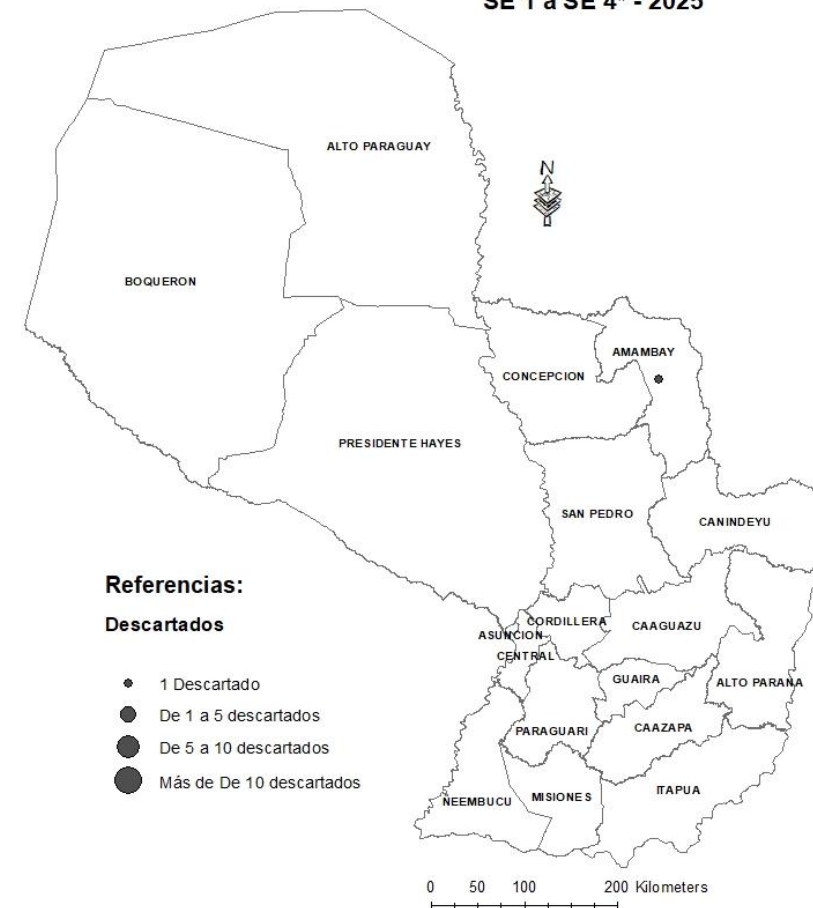 SE 1 a SE 4* - 2025
ALTO PARAGUAY
N
BOQUERON
AMAMBAY
CONCEPCION
PRESIDENTE HAYES
SAN PEDRO
CANINDEYU
Referencias:
Descartados
1 Descartado
De 1 a 5 descartados
De 5 a 10 descartados
Más de De 10 descartados
CORDILLERA
ASUNCION
CAAGUAZU
CENTRAL
GUAIRA
ALTO PARANA
PARAGUARI
CAAZAPA
ÑEEMBUCU
MISIONES
ITAPUA
0 50 100 200 Kilometers